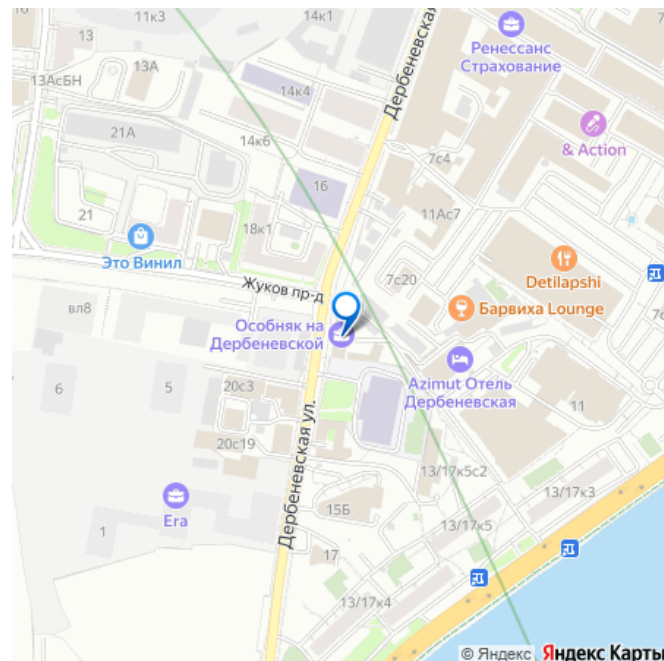 11к3
14к1
13
Ренессанс
Страхование
13АсБН
13А
14к4
Дербеневская
21А
14к6
7с4
& Action
16
11Ас7
21
18к1
Это Винил
7с20
Detilapshi
Жуков пр-д
вл8
Барвиха Lounge
Особняк на
Дербеневской
Azimut Отель
Дербеневская
6
5
20с3
11
Дербеневская ул.
20с19
13/17к5с2
13/17к3
Era
15Б
13/17к5
1
17
13/17к4
© Яндекс Яндекс Карты